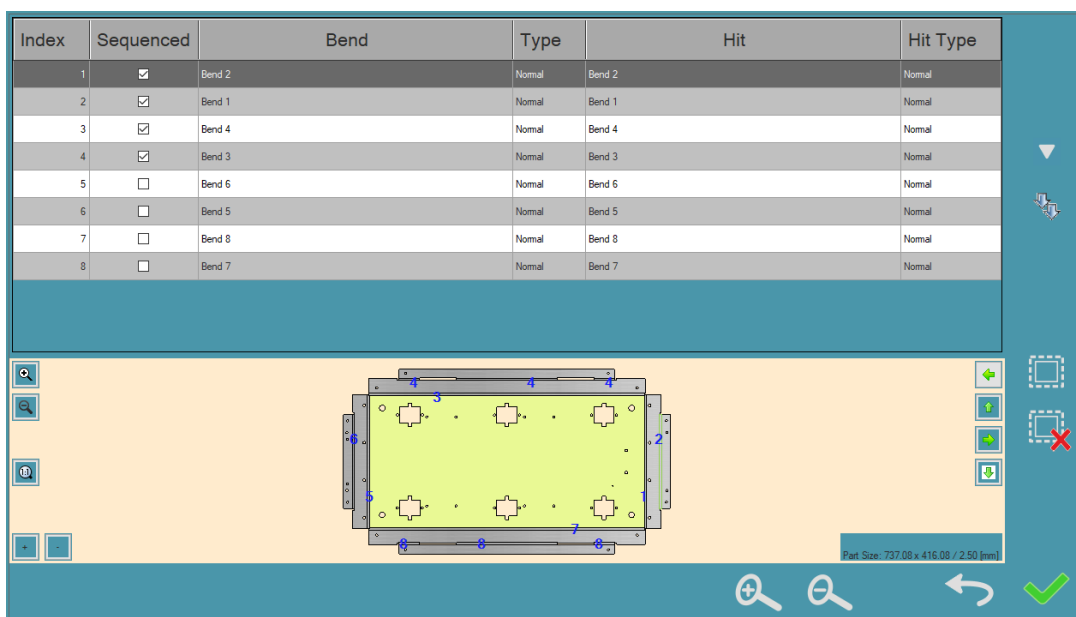 Index Sequenced Bend Type Hit Hit Type
1 Bend 2 Normal Bend 2 Normal
2 Bend 1 Normal Bend 1 Normal
3 Bend 4 Normal Bend 4 Normal
4 Bend 3 Normal Bend 3 Normal
5 Bend 6 Normal Bend 6 Normal
6 Bend 5 Normal Bend 5 Normal
7 Bend 8 Normal Bend 8 Normal
8 Bend 7 Normal Bend 7 Normal
4 4 4
3
6 2
5 1
7
8 8 8
1:1
+ -
Part Size: 737.08 x 416.08 / 2.50 [mm]